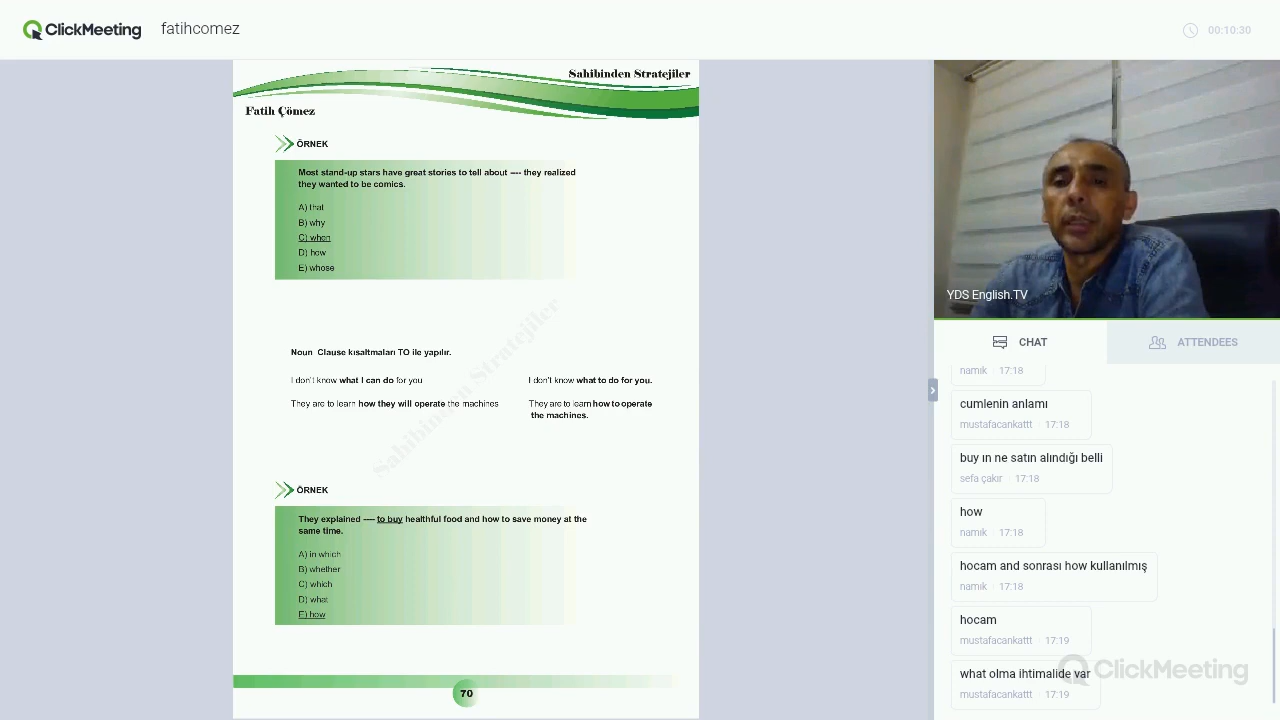 ClickMeeting
fatihcomez
00:10:30
Sahibinden Stratejiler
Fatih Çömez
ÖRNEK
Most stand-up stars have great stories to tell about ---- they realized
they wanted to be comics.
A) that
B) why
C) when
D) how
E) whose
Noun Clause kısaltmaları TO ile yapılır.
I don't know what I can do for you
I don't know what to do for you.
They are to learn how they will operate the machines
They are to learn how to operate
the machines.
Sahibinden Stratejiler
ÖRNEK
They explained ---- to buy healthful food and how to save money at the
same time.
A) in which
B) whether
C) which
D) what
E) how
70
YDS English.TV
CHAT
ATTENDEES
namık 17:18
cumlenin anlamı
mustafacankattt 17:18
buy ın ne satın alındığı belli
sefa çakır 17:18
how
namık 17:18
hocam and sonrası how kullanılmış
namık 17:18
hocam
mustafacankattt 17:19
what olma ihtimalide var
mustafacankattt 17:19
ClickMeeting